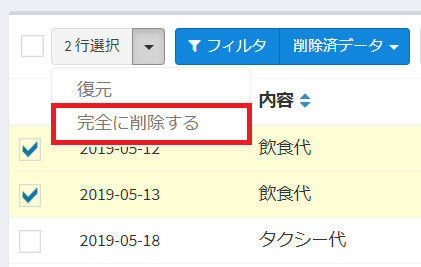 2 行選択 フィルタ 削除済データ
復元
内容
完全に削除する
2019-05-12 飲食代
2019-05-13 飲食代
2019-05-18 タクシー代